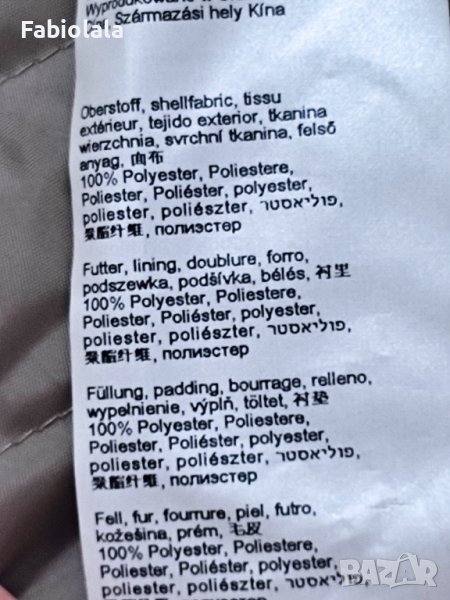 Fabiolala
Wyprodukowano w
Származási hely Kína
Oberstoff, shellfabric, tissu
extérieur, tejido exterior, tkanina
wierzchnia, svrchní tkanina, felső
anyag, 面布
100% Polyester, Poliestere,
Poliester, Poliéster, polyester,
poliester, poliészter, פוליאסטר,
聚酯纤维, полиэстер
Futter, lining, doublure, forro,
podszewka, podšívka, bélés, 衬里
100% Polyester, Poliestere,
Poliester, Poliéster, polyester,
poliester, poliészter, פוליאסטר,
聚酯纤维, полиэстер
Füllung, padding, bourrage, relleno,
wypełnienie, výplň, töltet, 衬垫
100% Polyester, Poliestere,
Poliester, Poliéster, polyester,
poliester, poliészter, פוליאסטר,
聚酯纤维, полиэстер
Fell, fur, fourrure, piel, futro,
kožešina, prém, 毛皮
100% Polyester, Poliestere,
Poliester, Poliéster, polyester,
poliester, poliészter, פוליאסטר,
BAZAR